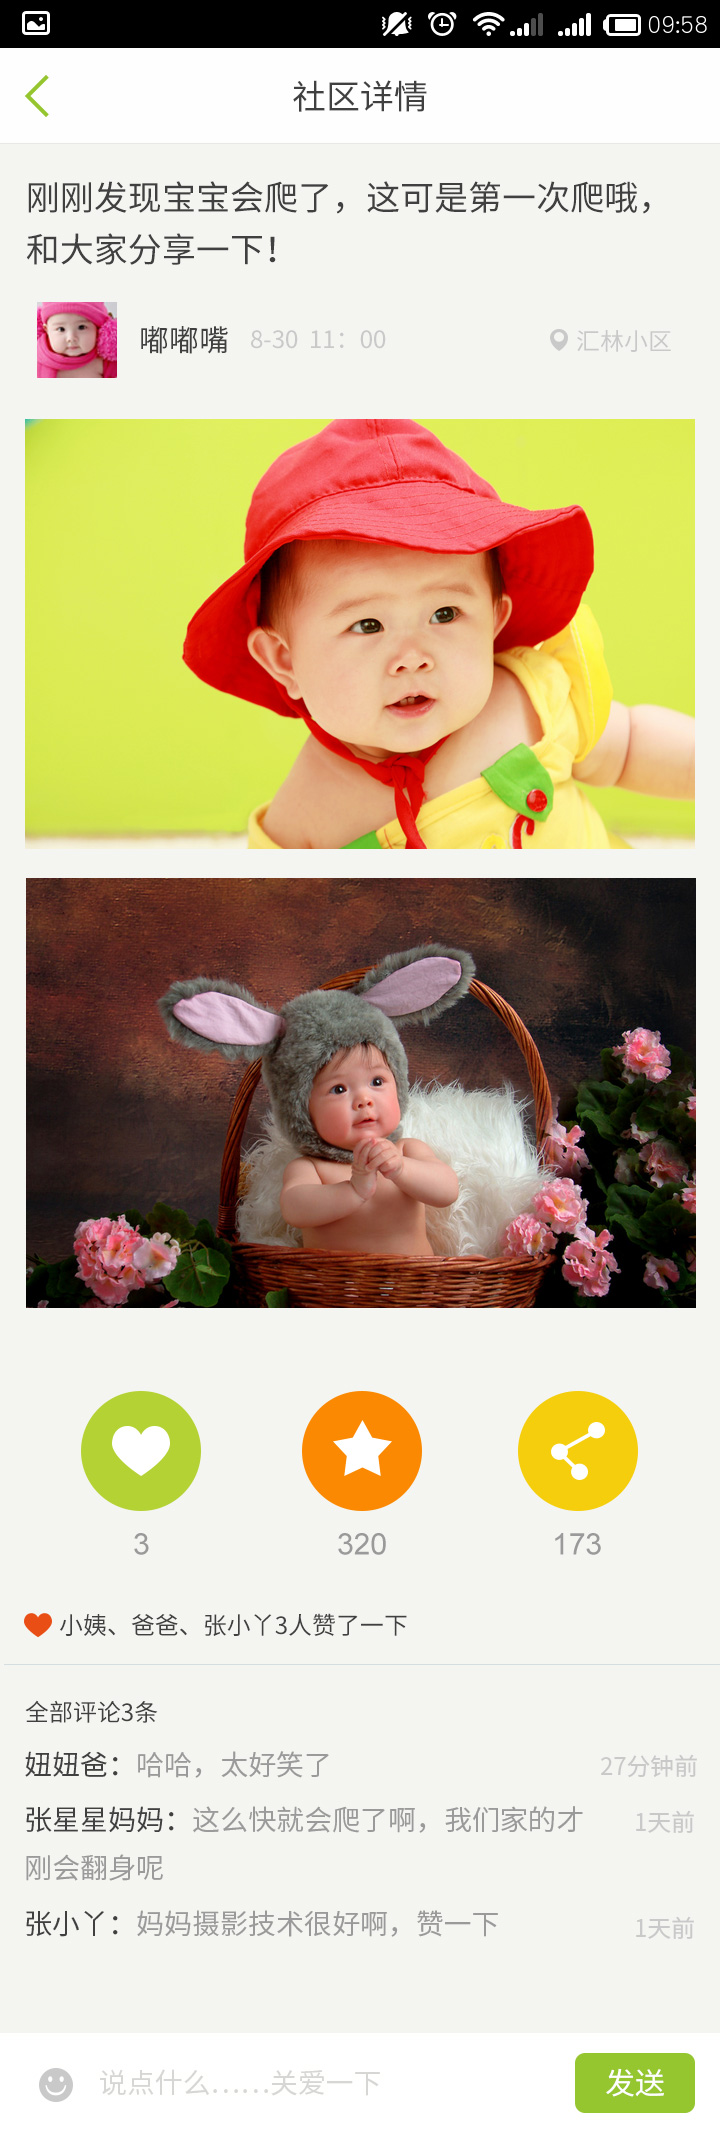 09:58
社区详情
刚刚发现宝宝会爬了，这可是第一次爬哦，
和大家分享一下！
嘟嘟嘴 8-30 11：00 汇林小区
3 320 173
小姨、爸爸、张小丫3人赞了一下
全部评论3条
妞妞爸：哈哈，太好笑了 27分钟前
张星星妈妈：这么快就会爬了啊，我们家的才 1天前
刚会翻身呢
张小丫：妈妈摄影技术很好啊，赞一下 1天前
说点什么……关爱一下 发送